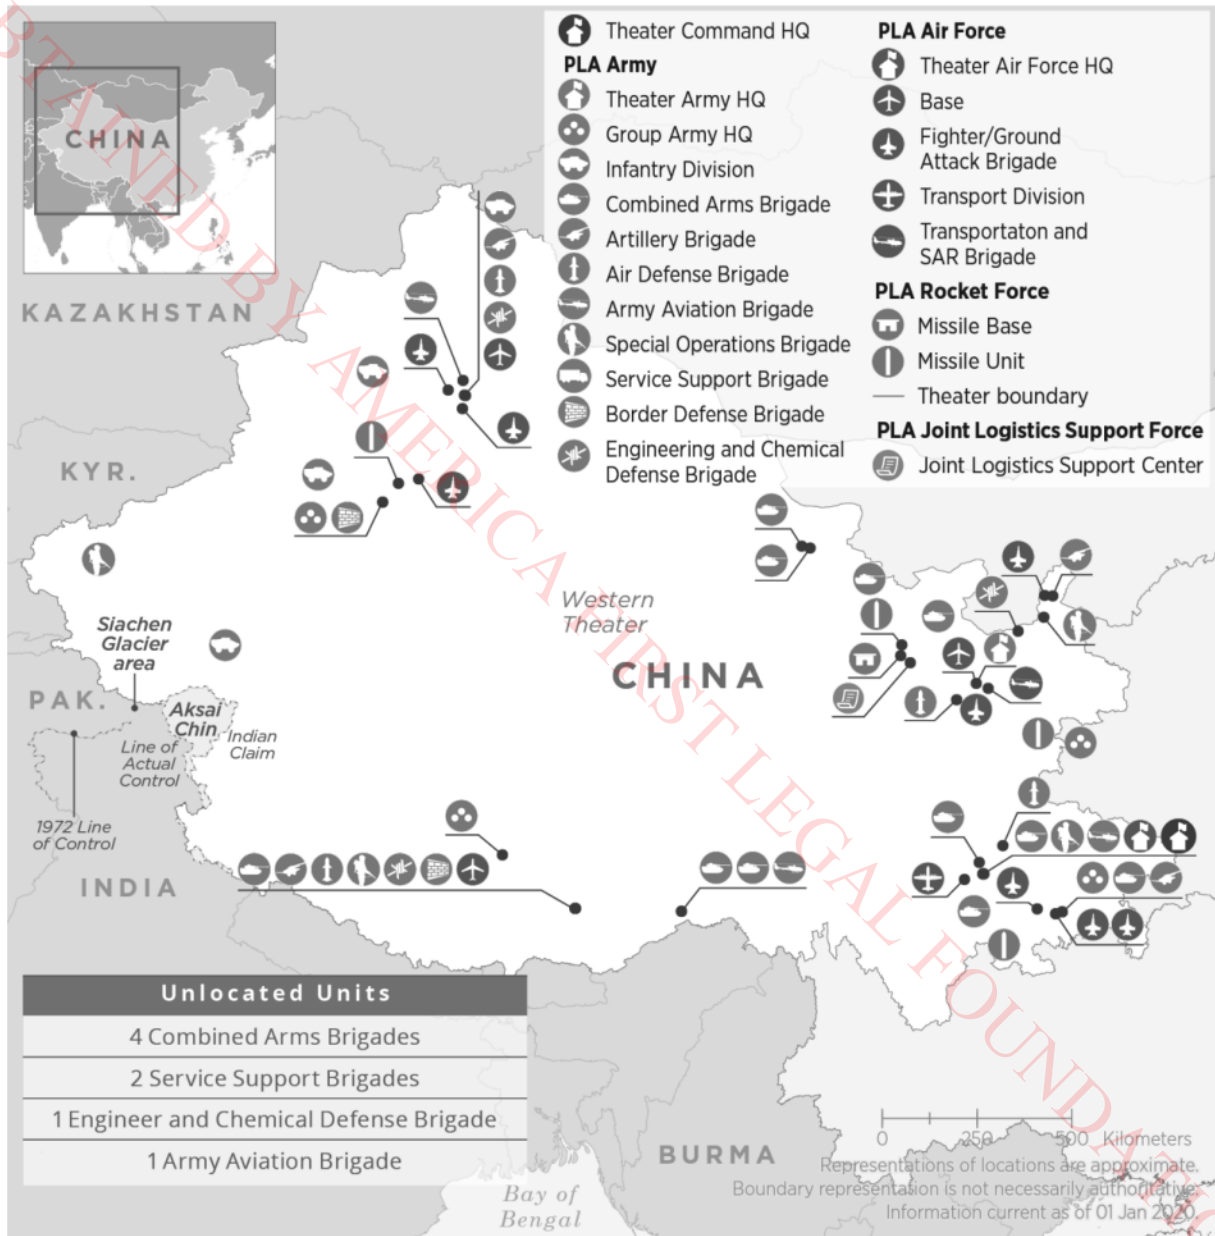 CHINA
Theater Command HQ
PLA Army
Theater Army HQ
Group Army HQ
Infantry Division
Combined Arms Brigade
Artillery Brigade
Air Defense Brigade
Army Aviation Brigade
Special Operations Brigade
Service Support Brigade
Border Defense Brigade
Engineering and Chemical
Defense Brigade
PLA Air Force
Theater Air Force HQ
Base
Fighter/Ground
Attack Brigade
Transport Division
Transportaton and
SAR Brigade
PLA Rocket Force
Missile Base
Missile Unit
Theater boundary
PLA Joint Logistics Support Force
Joint Logistics Support Center
KAZAKHSTAN
KYR.
Western
Theater
CHINA
Siachen
Glacier
area
PAK.
Aksai
Chin
Indian
Claim
Line of
Actual
Control
1972 Line
of Control
INDIA
Unlocated Units
4 Combined Arms Brigades
2 Service Support Brigades
1 Engineer and Chemical Defense Brigade
1 Army Aviation Brigade
BURMA
Bay of
Bengal
0 250 500 Kilometers
Representations of locations are approximate.
Boundary representation is not necessarily authoritative.
Information current as of 01 Jan 2020.
BTAINED BY AMERICA FIRST LEGAL FOUNDATIO